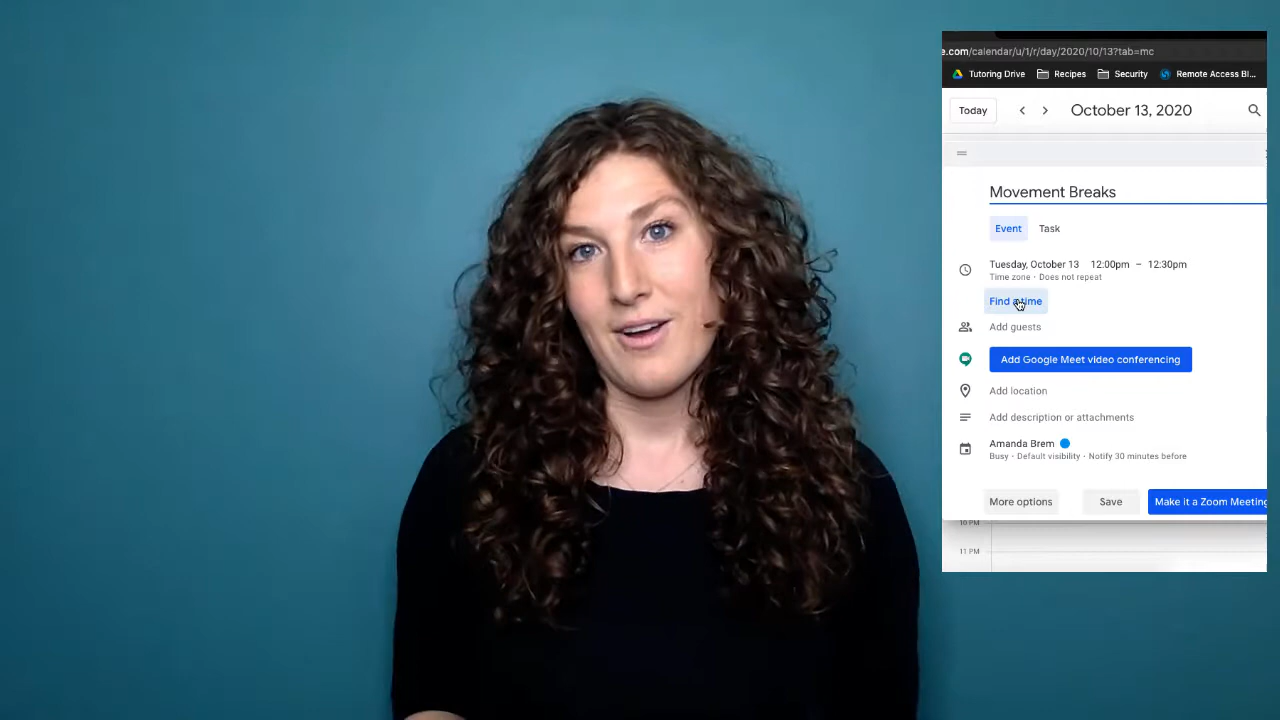 e.com/calendar/u/1/r/day/2020/10/13?tab=mc
Tutoring Drive Recipes Security Remote Access Bl...
Today October 13, 2020
Movement Breaks
Event Task
Tuesday, October 13 12:00pm – 12:30pm
Time zone · Does not repeat
Find a time
Add guests
Add Google Meet video conferencing
Add location
Add description or attachments
Amanda Brem
Busy · Default visibility · Notify 30 minutes before
More options Save Make it a Zoom Meeting
10 PM
11 PM